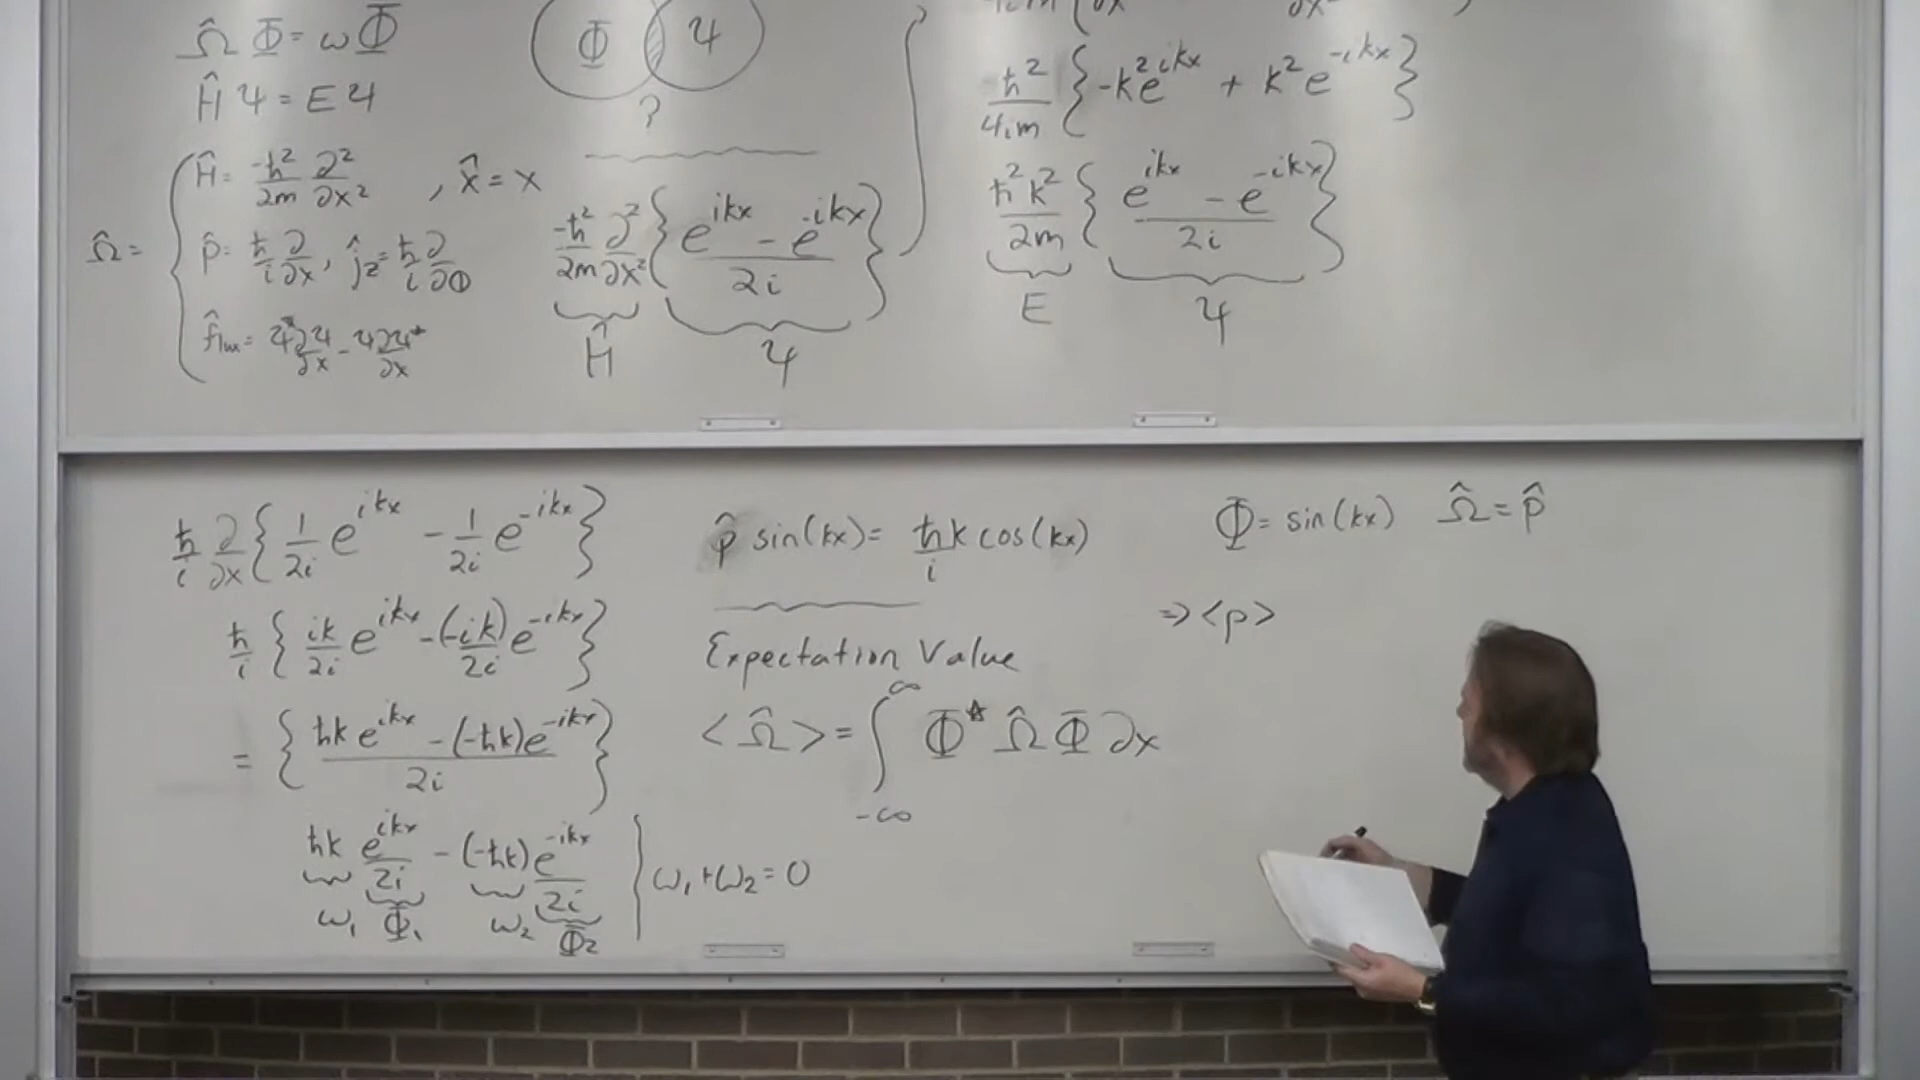 Ω̂ Φ = ω Φ
Ĥ Ψ = E Ψ
Φ Ψ
?
Ω̂ = { Ĥ = -ħ²/2m ∂²/∂x² , x̂ = x
p̂ = ħ/i ∂/∂x , ĵz = ħ/i ∂/∂Φ
f̂lux = Ψ* ∂Ψ/∂x - Ψ ∂Ψ*/∂x
-ħ²/2m ∂²/∂x² { (e^{ikx} - e^{-ikx})/2i }
Ĥ Ψ
ħ²/4im { -k² e^{ikx} + k² e^{-ikx} }
ħ²k²/2m { (e^{ikx} - e^{-ikx})/2i }
E Ψ
ħ/i ∂/∂x { 1/2i e^{ikx} - 1/2i e^{-ikx} }
ħ/i { ik/2i e^{ikx} - (-ik)/2i e^{-ikx} }
= { (ħk e^{ikx} - (-ħk) e^{-ikx})/2i }
ħk e^{ikx}/2i - (-ħk) e^{-ikx}/2i } ω₁ + ω₂ = 0
ω₁ Φ₁ ω₂ Φ₂
p̂ sin(kx) = ħk/i cos(kx)
Expectation Value
<Ω̂> = ∫_{-∞}^{∞} Φ* Ω̂ Φ ∂x
Φ = sin(kx) Ω̂ = p̂
⇒ <p>